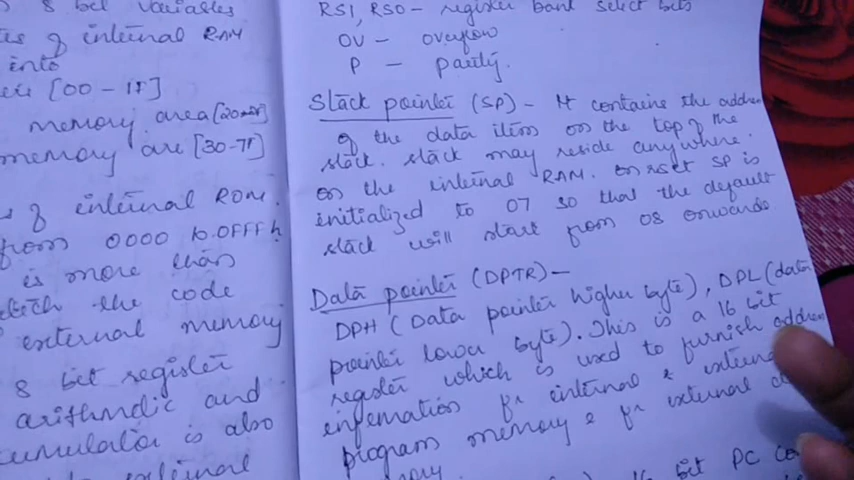 8 bit variables
of internal RAM
into
[00 - 1F]
memory area [20
memory are [30-7F]
of internal ROM.
from 0000 to 0FFFh
is more than
the code
external memory
8 bit register
arithmetic and
is also
external
RS1, RS0 - register bank select bits
OV - overflow
P - parity.
Stack pointer (SP) - It contains the address
of the data item on the top of the
stack. stack may reside anywhere
on the internal RAM. On reset SP is
initialized to 07 so that the default
stack will start from 08 onwards
Data pointer (DPTR) -
DPH (Data pointer higher byte), DPL (data
pointer lower byte). This is a 16 bit
register which is used to furnish address
information for internal & external
program memory & for external
16 bit PC